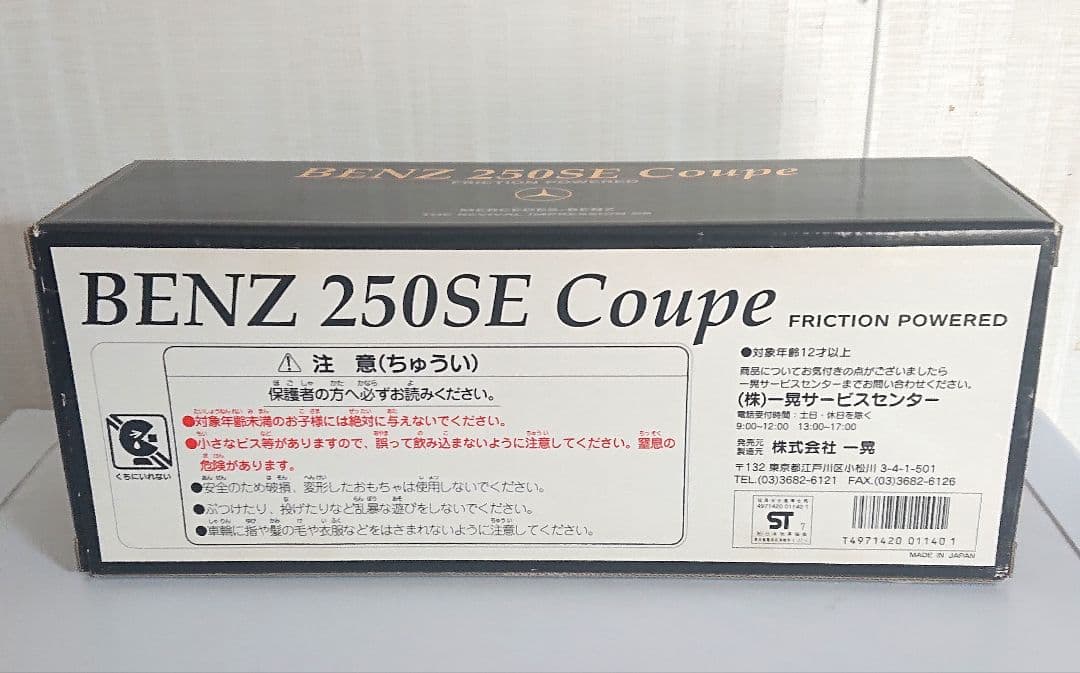 BENZ 250SE Coupe
FRICTION POWERED
MERCEDES-BENZ
THE REVIVAL IMPRESSION
BENZ 250SE Coupe FRICTION POWERED
⚠ 注 意(ちゅうい)
保護者の方へ必ずお読みください。
●対象年齢未満のお子様には絶対に与えないでください。
●小さなビス等がありますので、誤って飲み込まないように注意してください。窒息の
危険があります。
●安全のため破損、変形したおもちゃは使用しないでください。
●ぶつけたり、投げたりなど乱暴な遊びをしないでください。
●車輪に指や髪の毛や衣服などをはさまれないように注意してください。
くちにいれない
●対象年齢12才以上
商品についてお気付きの点がございましたら
一晃サービスセンターまでお問い合わせください。
(株)一晃サービスセンター
電話受付時間:土日・休日を除く
9:00~12:00 13:00~17:00
発売元
製造元 株式会社 一晃
〒132 東京都江戸川区小松川 3-4-1-501
TEL.(03)3682-6121 FAX.(03)3682-6126
4971420 01140 1
ST 7
T4971420 01140 1
MADE IN JAPAN